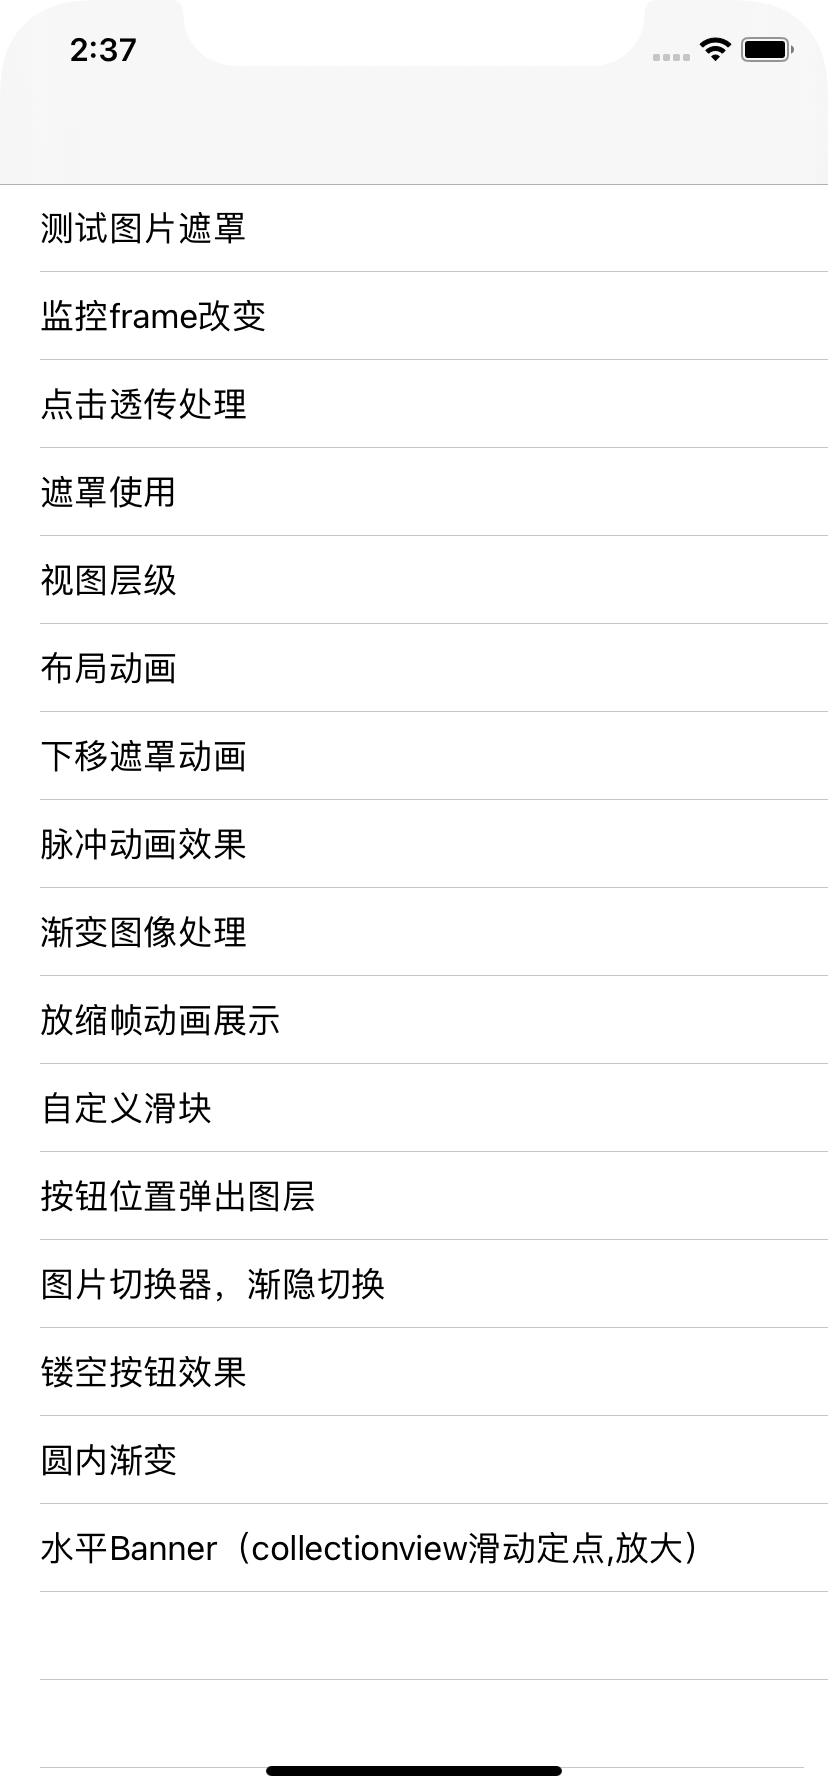 2:37
测试图片遮罩
监控frame改变
点击透传处理
遮罩使用
视图层级
布局动画
下移遮罩动画
脉冲动画效果
渐变图像处理
放缩帧动画展示
自定义滑块
按钮位置弹出图层
图片切换器，渐隐切换
镂空按钮效果
圆内渐变
水平Banner（collectionview滑动定点,放大）